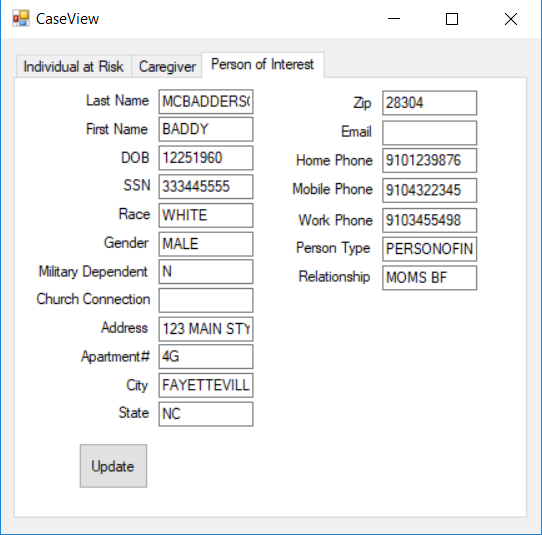 CaseView
Individual at Risk Caregiver Person of Interest
Last Name MCBADDERS
First Name BADDY
DOB 12251960
SSN 333445555
Race WHITE
Gender MALE
Military Dependent N
Church Connection
Address 123 MAIN STY
Apartment# 4G
City FAYETTEVILL
State NC
Update
Zip 28304
Email
Home Phone 9101239876
Mobile Phone 9104322345
Work Phone 9103455498
Person Type PERSONOFIN
Relationship MOMS BF